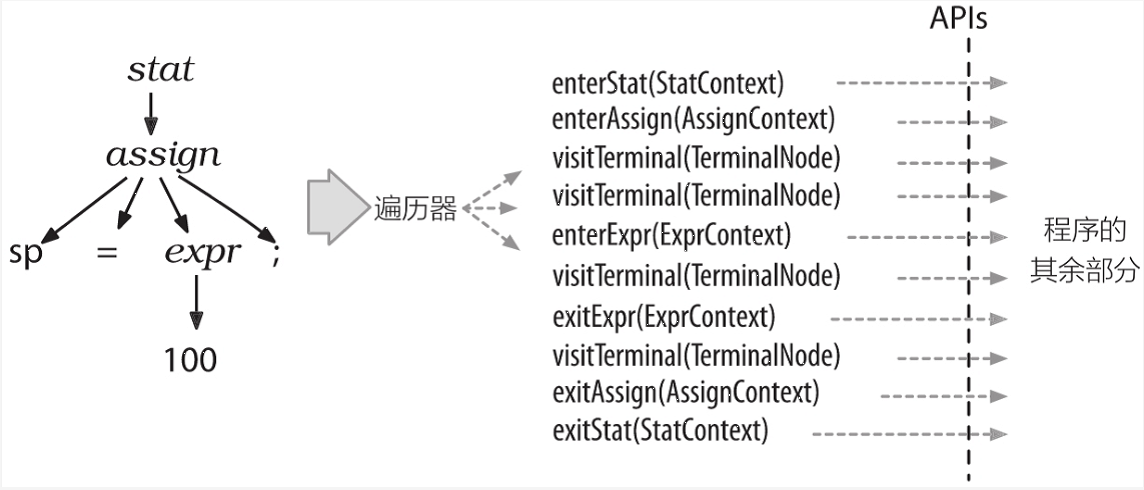 stat
assign
sp = expr ;
100
遍历器
APIs
enterStat(StatContext)
enterAssign(AssignContext)
visitTerminal(TerminalNode)
visitTerminal(TerminalNode)
enterExpr(ExprContext)
visitTerminal(TerminalNode)
exitExpr(ExprContext)
visitTerminal(TerminalNode)
exitAssign(AssignContext)
exitStat(StatContext)
程序的
其余部分